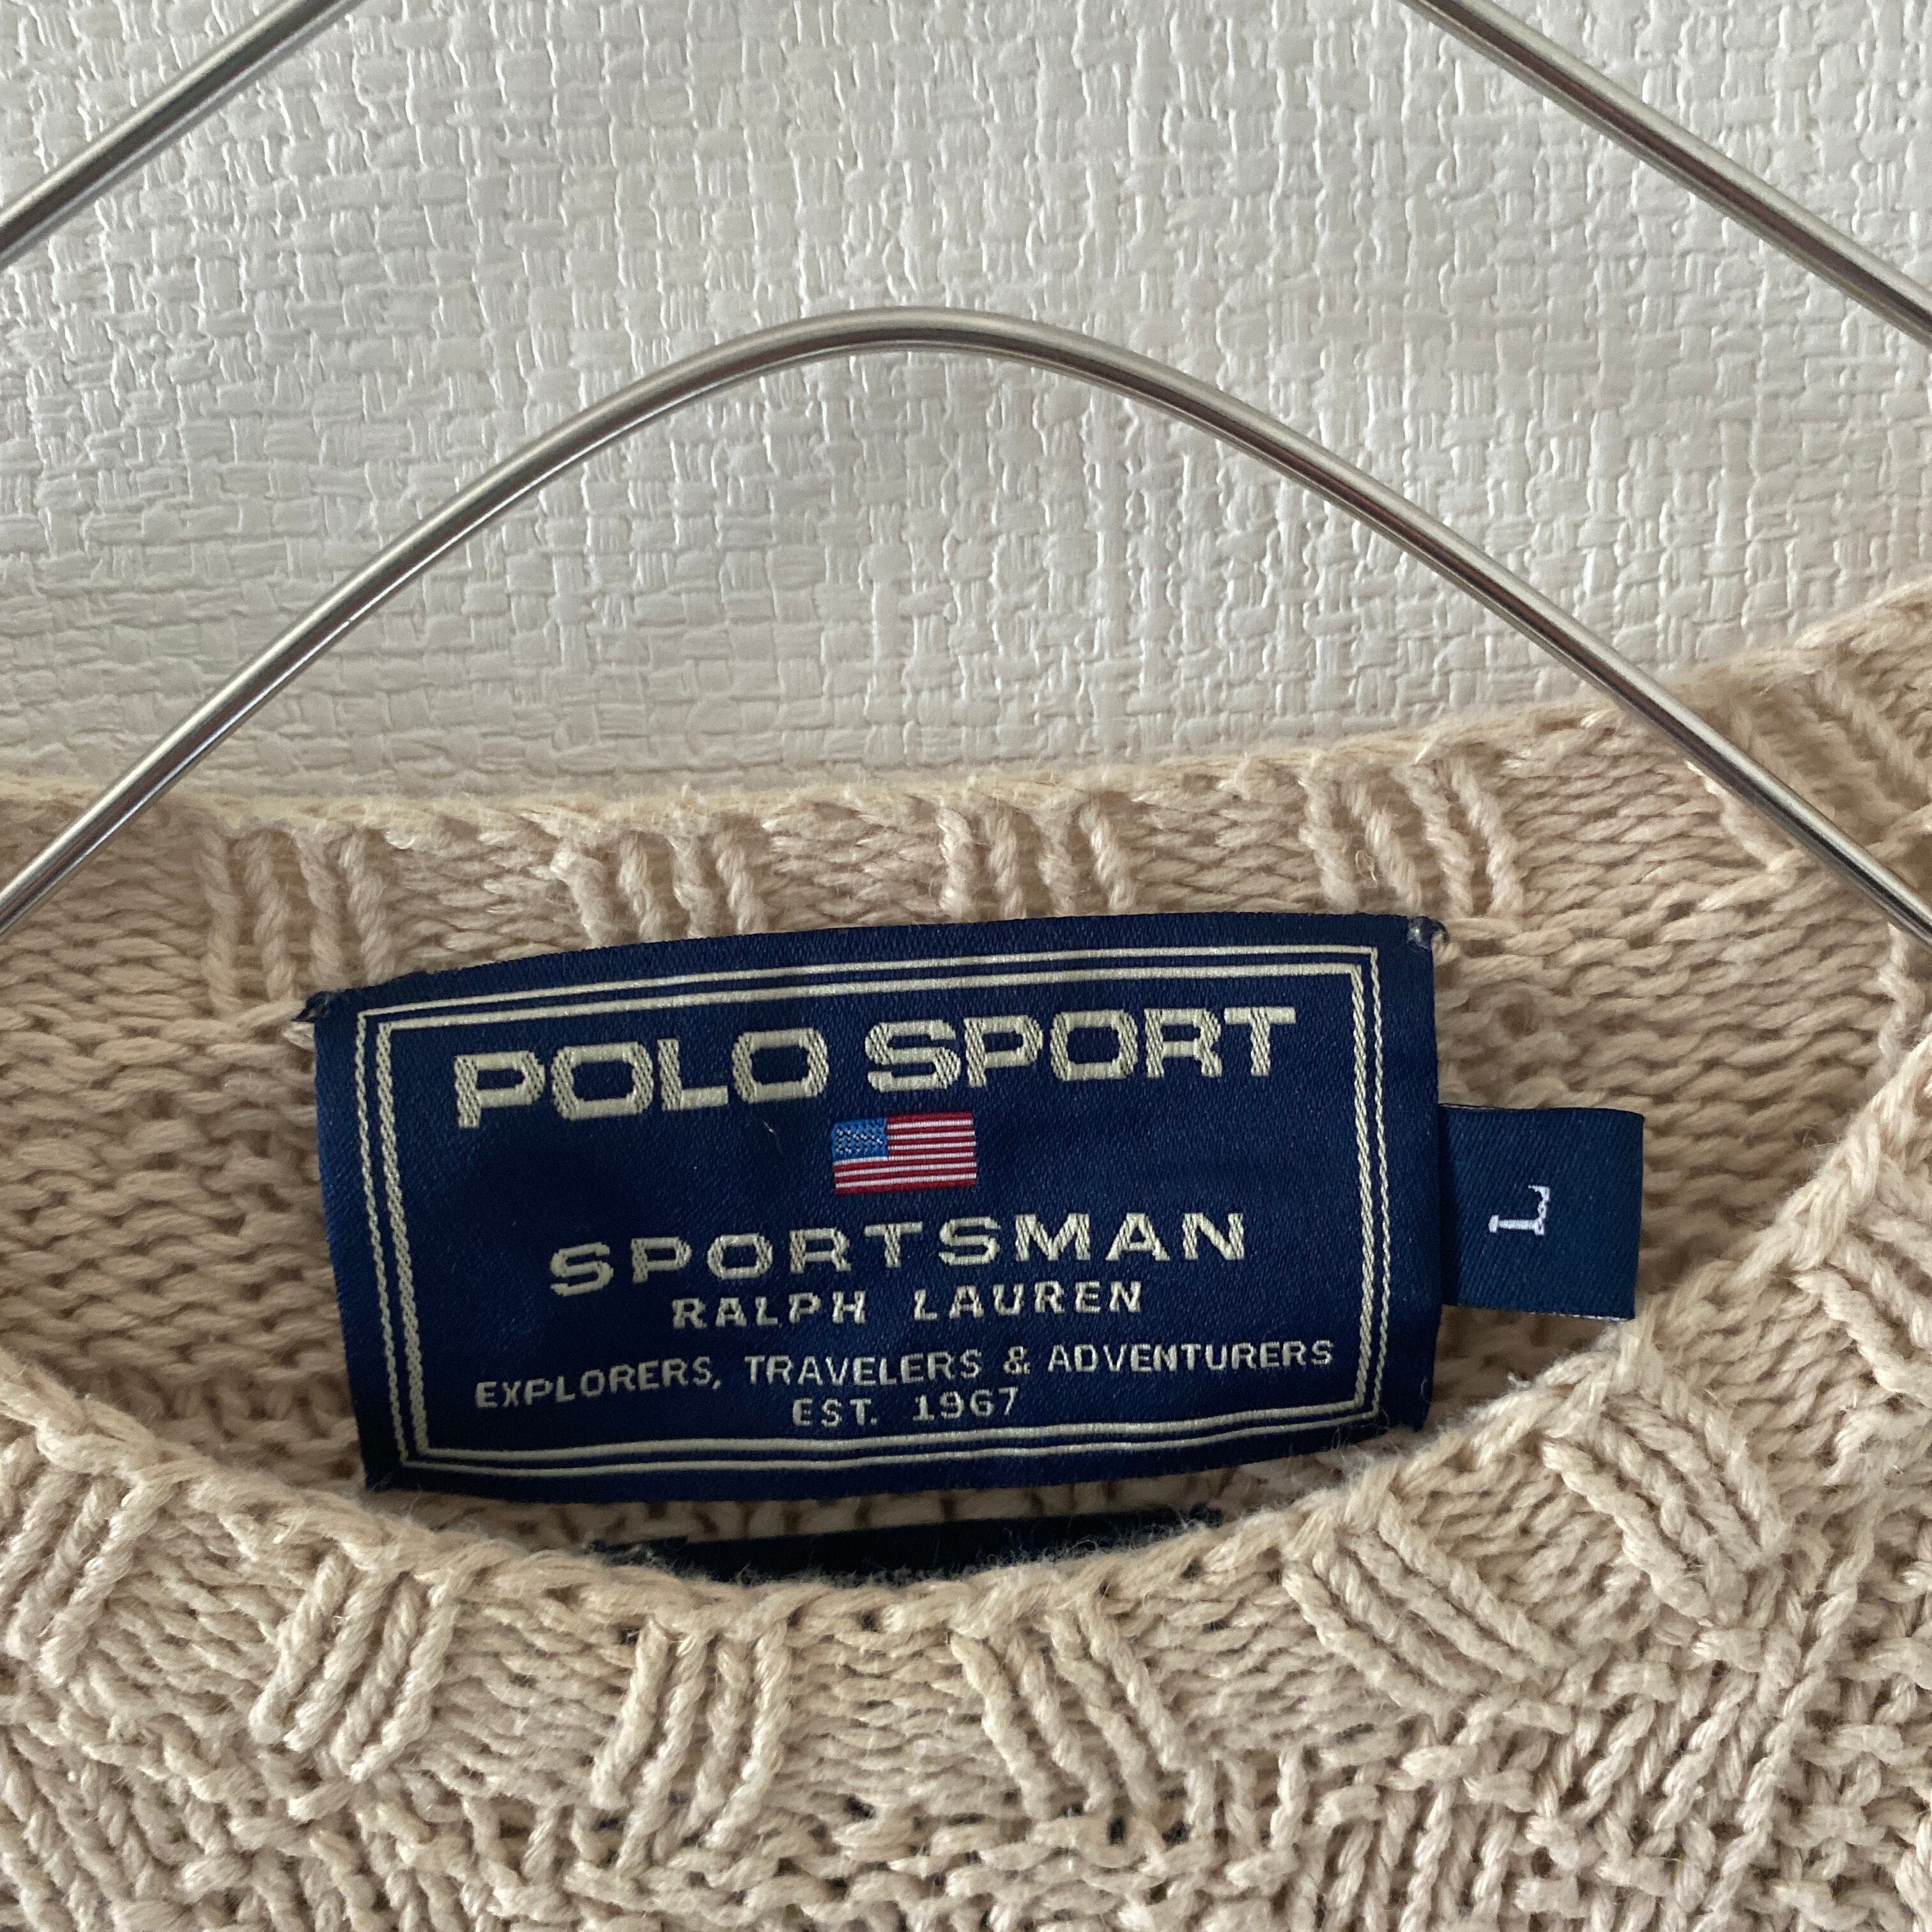 POLO SPORT
SPORTSMAN
RALPH LAUREN
EXPLORERS, TRAVELERS & ADVENTURERS
EST. 1967
L